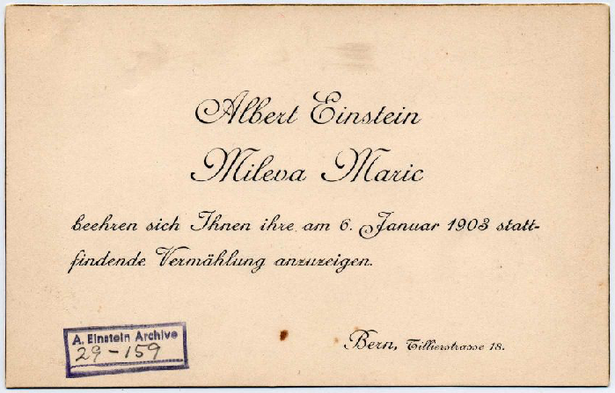 Albert Einstein
Mileva Maric
beehren sich Ihnen ihre am 6. Januar 1903 statt-
findende Vermählung anzuzeigen.
A. Einstein Archive
29-159
Bern, Tillierstrasse 18.